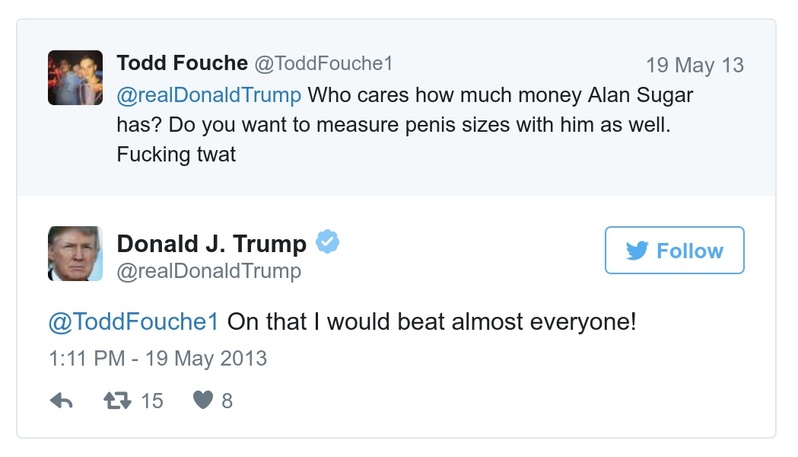 Todd Fouche @ToddFouche1 19 May 13
@realDonaldTrump Who cares how much money Alan Sugar
has? Do you want to measure penis sizes with him as well.
Fucking twat
Donald J. Trump
@realDonaldTrump
Follow
@ToddFouche1 On that I would beat almost everyone!
1:11 PM - 19 May 2013
15 8